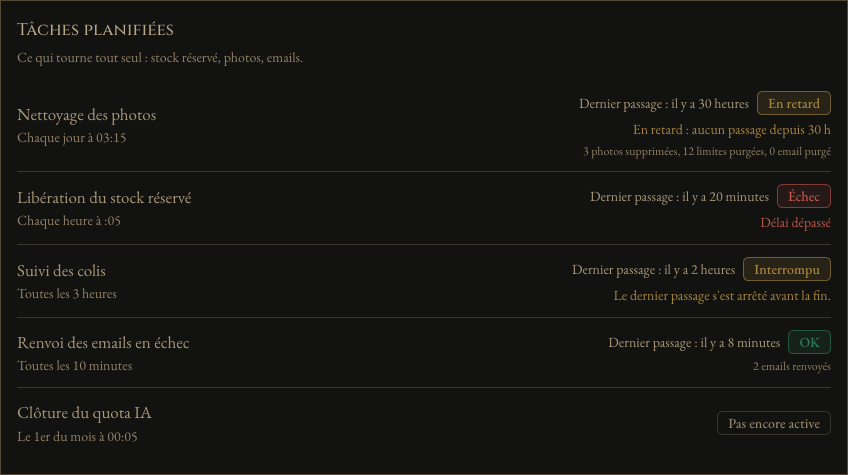 Tâches planifiées
Ce qui tourne tout seul : stock réservé, photos, emails.
Nettoyage des photos
Chaque jour à 03:15
Dernier passage : il y a 30 heures
En retard
En retard : aucun passage depuis 30 h
3 photos supprimées, 12 limites purgées, 0 email purgé
Libération du stock réservé
Chaque heure à :05
Dernier passage : il y a 20 minutes
Échec
Délai dépassé
Suivi des colis
Toutes les 3 heures
Dernier passage : il y a 2 heures
Interrompu
Le dernier passage s'est arrêté avant la fin.
Renvoi des emails en échec
Toutes les 10 minutes
Dernier passage : il y a 8 minutes
OK
2 emails renvoyés
Clôture du quota IA
Le 1er du mois à 00:05
Pas encore active